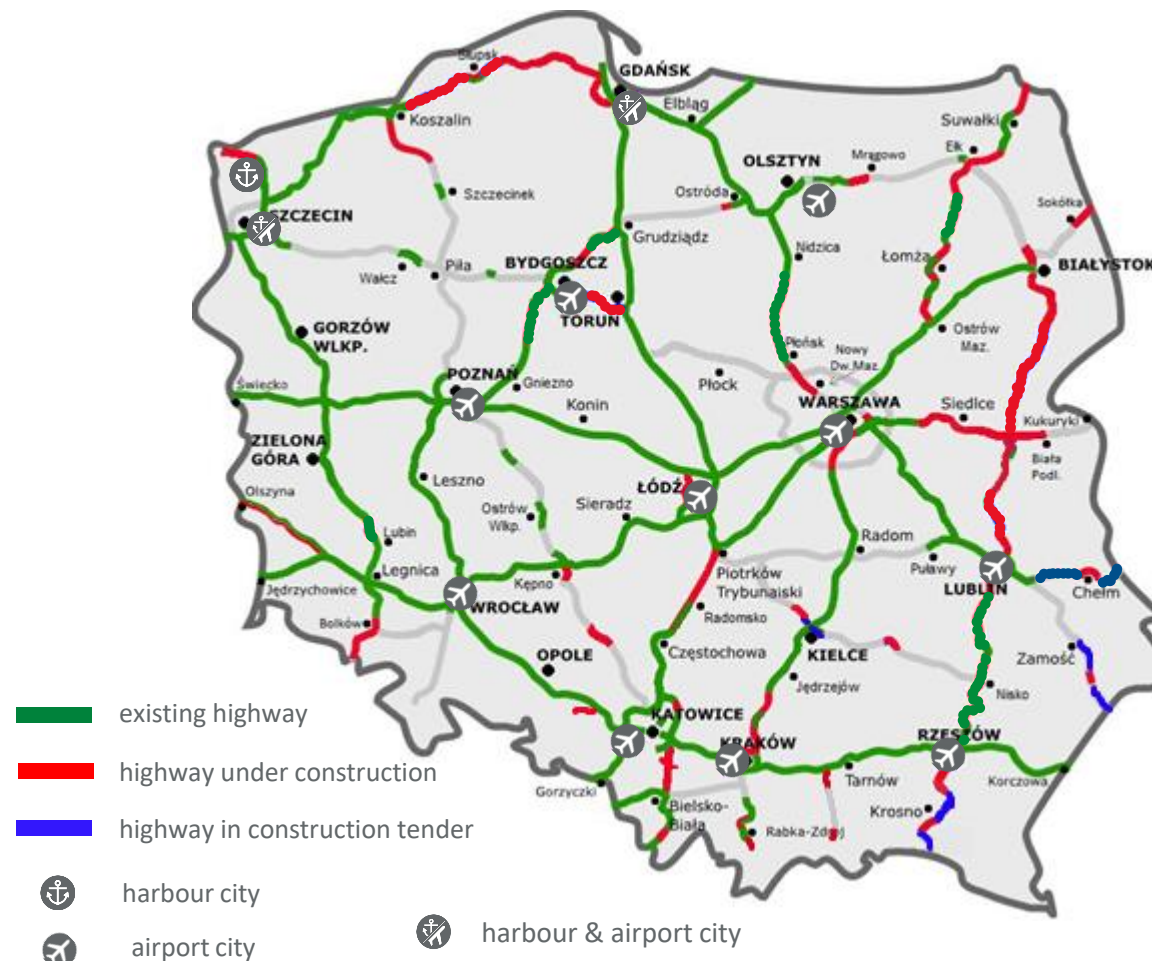 Słupsk
GDAŃSK
Elbląg
Koszalin
Suwałki
Ełk
OLSZTYN
Mrągowo
Szczecinek
Ostróda
Sokółka
SZCZECIN
Grudziądz
Nidzica
Łomża
BIAŁYSTOK
Wałcz
Piła
BYDGOSZCZ
TORUŃ
GORZÓW
WLKP.
Ostrów
Maz.
Płońsk
Nowy
Dw.Maz.
POZNAŃ
Gniezno
Płock
Świecko
Konin
WARSZAWA
Siedlce
Kukuryki
ZIELONA
GÓRA
Biała
Podl.
Leszno
ŁÓDŹ
Olszyna
Ostrów
Wlkp.
Sieradz
Lubin
Radom
Legnica
Kępno
Piotrków
Trybunalski
Puławy
Jędrzychowice
WROCŁAW
LUBLIN
Chełm
Radomsko
Bolków
OPOLE
Częstochowa
KIELCE
Zamość
Jędrzejów
Nisko
existing highway
KATOWICE
KRAKÓW
RZESZÓW
highway under construction
Gorzyczki
Tarnów
Korczowa
highway in construction tender
Bielsko-
Biała
Rabka-Zdrój
Krosno
harbour city
airport city
harbour & airport city